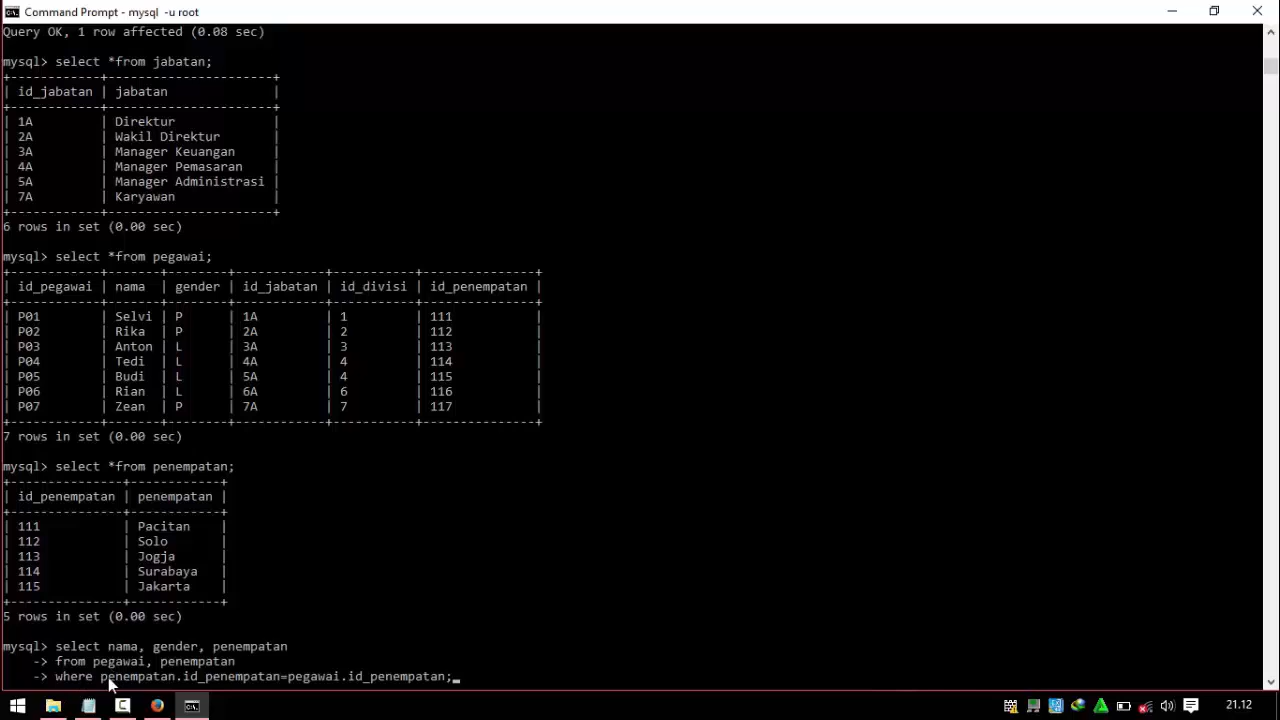 Command Prompt - mysql -u root
Query OK, 1 row affected (0.08 sec)
mysql> select *from jabatan;
+------------+----------------------+
| id_jabatan | jabatan              |
+------------+----------------------+
| 1A         | Direktur             |
| 2A         | Wakil Direktur       |
| 3A         | Manager Keuangan     |
| 4A         | Manager Pemasaran    |
| 5A         | Manager Administrasi |
| 7A         | Karyawan             |
+------------+----------------------+
6 rows in set (0.00 sec)
mysql> select *from pegawai;
+------------+-------+--------+------------+-----------+---------------+
| id_pegawai | nama  | gender | id_jabatan | id_divisi | id_penempatan |
+------------+-------+--------+------------+-----------+---------------+
| P01        | Selvi | P      | 1A         | 1         | 111           |
| P02        | Rika  | P      | 2A         | 2         | 112           |
| P03        | Anton | L      | 3A         | 3         | 113           |
| P04        | Tedi  | L      | 4A         | 4         | 114           |
| P05        | Budi  | L      | 5A         | 4         | 115           |
| P06        | Rian  | L      | 6A         | 6         | 116           |
| P07        | Zean  | P      | 7A         | 7         | 117           |
+------------+-------+--------+------------+-----------+---------------+
7 rows in set (0.00 sec)
mysql> select *from penempatan;
+---------------+------------+
| id_penempatan | penempatan |
+---------------+------------+
| 111           | Pacitan    |
| 112           | Solo       |
| 113           | Jogja      |
| 114           | Surabaya   |
| 115           | Jakarta    |
+---------------+------------+
5 rows in set (0.00 sec)
mysql> select nama, gender, penempatan
    -> from pegawai, penempatan
    -> where penempatan.id_penempatan=pegawai.id_penempatan;_
21.12